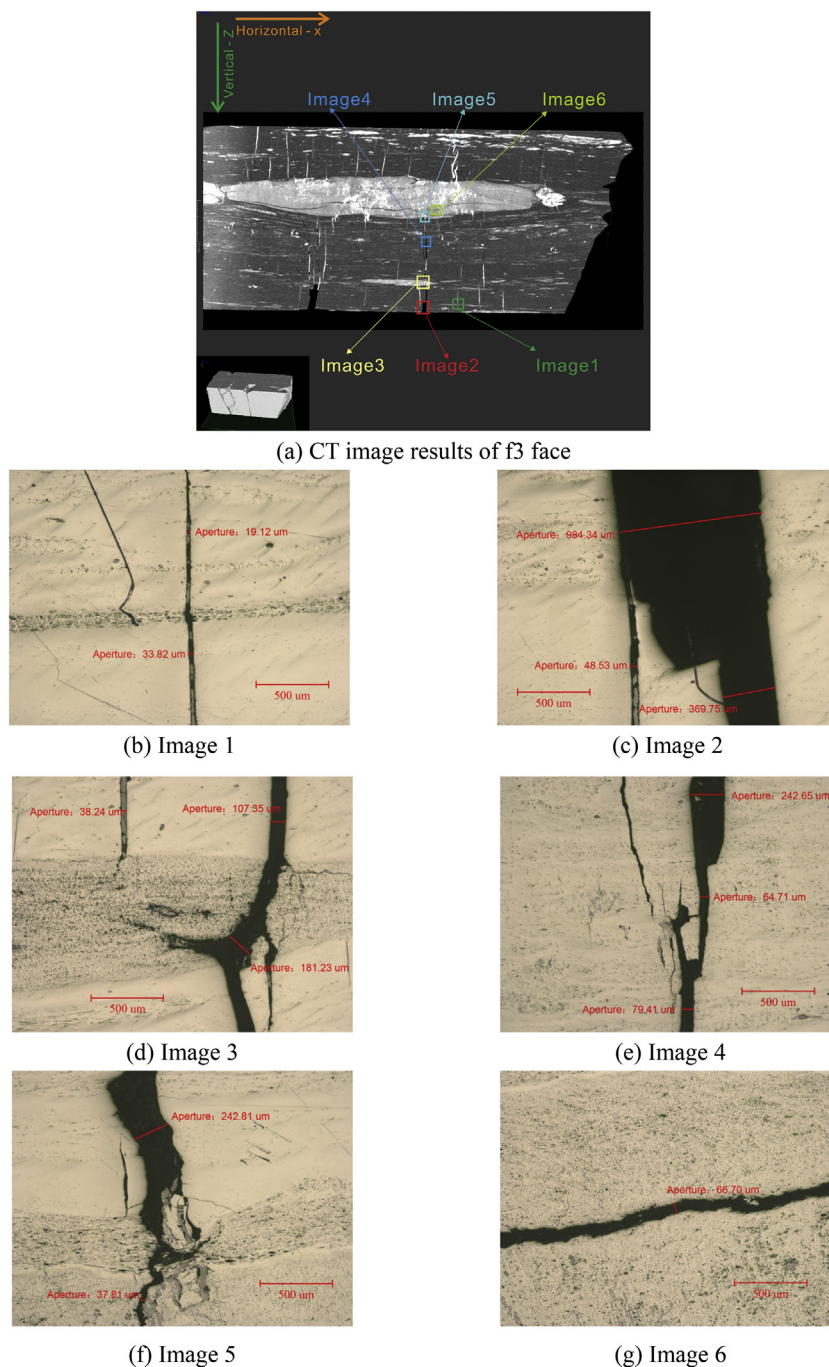 Horizontal - x
Vertical - Z
Image4
Image5
Image6
Image3
Image2
Image1
(a) CT image results of f3 face
Aperture: 19.12 um
Aperture: 33.82 um
500 um
(b) Image 1
Aperture: 984.34 um
Aperture: 48.53 um
500 um
Aperture: 369.75 um
(c) Image 2
Aperture: 38.24 um
Aperture: 107.35 um
Aperture: 181.23 um
500 um
(d) Image 3
Aperture: 242.65 um
Aperture: 64.71 um
500 um
Aperture: 79.41 um
(e) Image 4
Aperture: 242.81 um
Aperture: 37.81 um
500 um
(f) Image 5
Aperture: 66.70 um
500 um
(g) Image 6